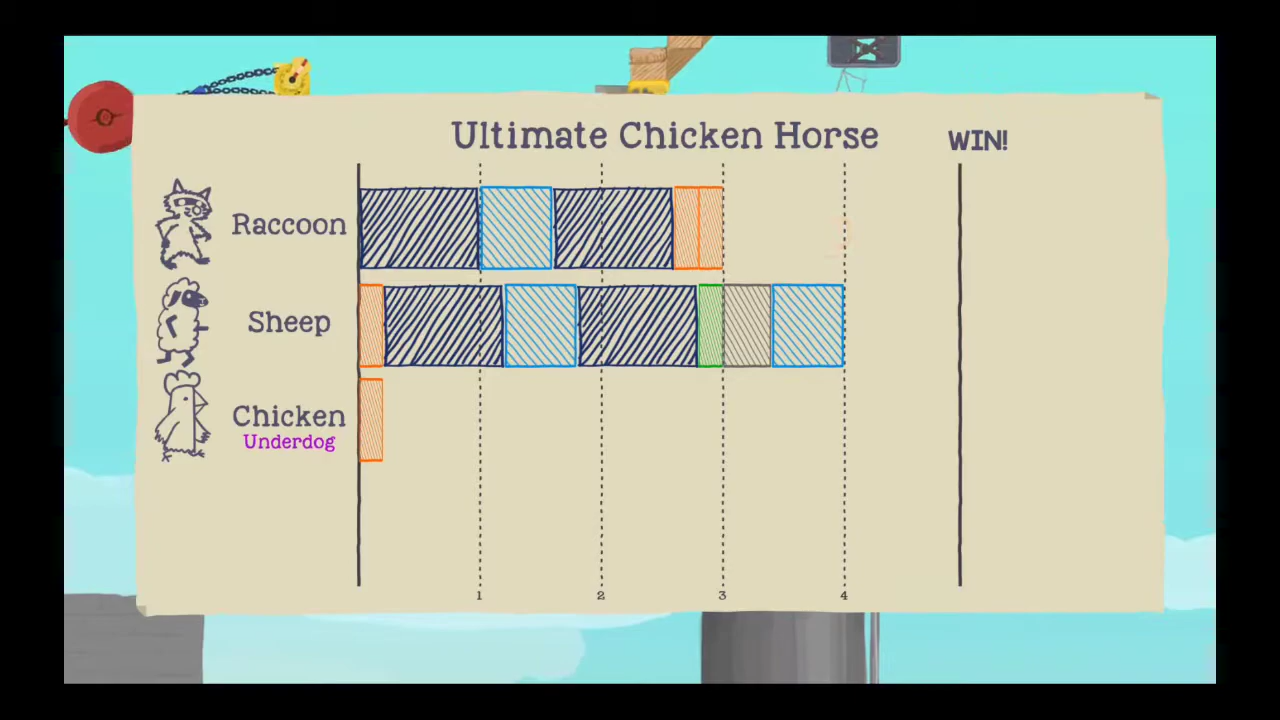 Ultimate Chicken Horse
WIN!
Raccoon
Sheep
Chicken
Underdog
1 2 3 4